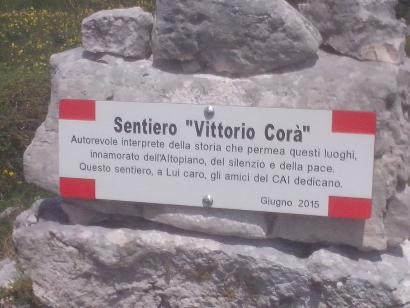 Sentiero "Vittorio Corà"
Autorevole interprete della storia che permea questi luoghi,
innamorato dell'Altopiano, del silenzio e della pace.
Questo sentiero, a Lui caro, gli amici del CAI dedicano.
Giugno 2015